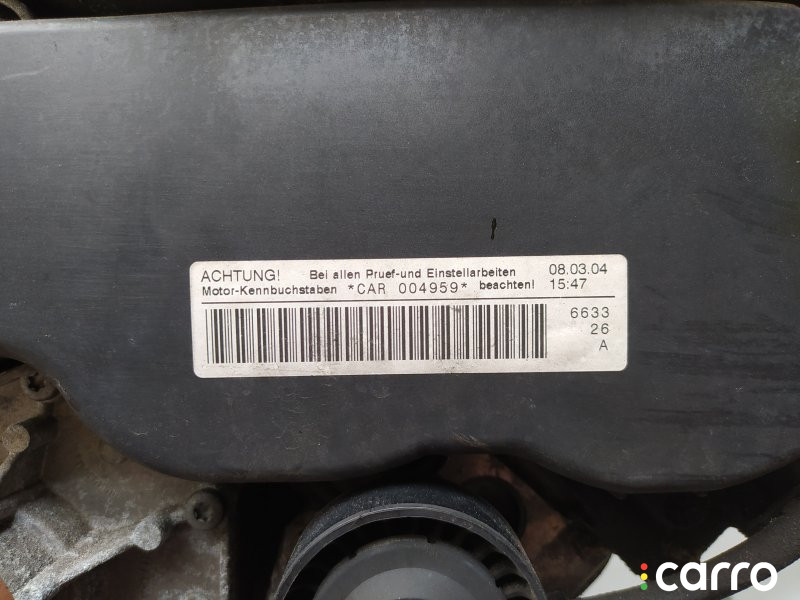 ACHTUNG! Bei allen Pruef-und Einstellarbeiten 08.03.04
Motor-Kennbuchstaben *CAR 004959* beachten! 15:47
6633
26
A
carro